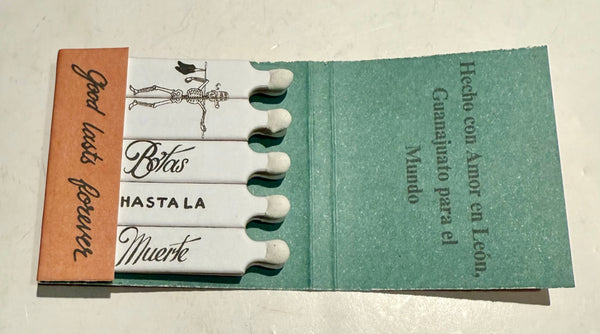 Good lasts forever
Botas
HASTA LA
Muerte
Hecho con Amor en León,
Guanajuato para el
Mundo